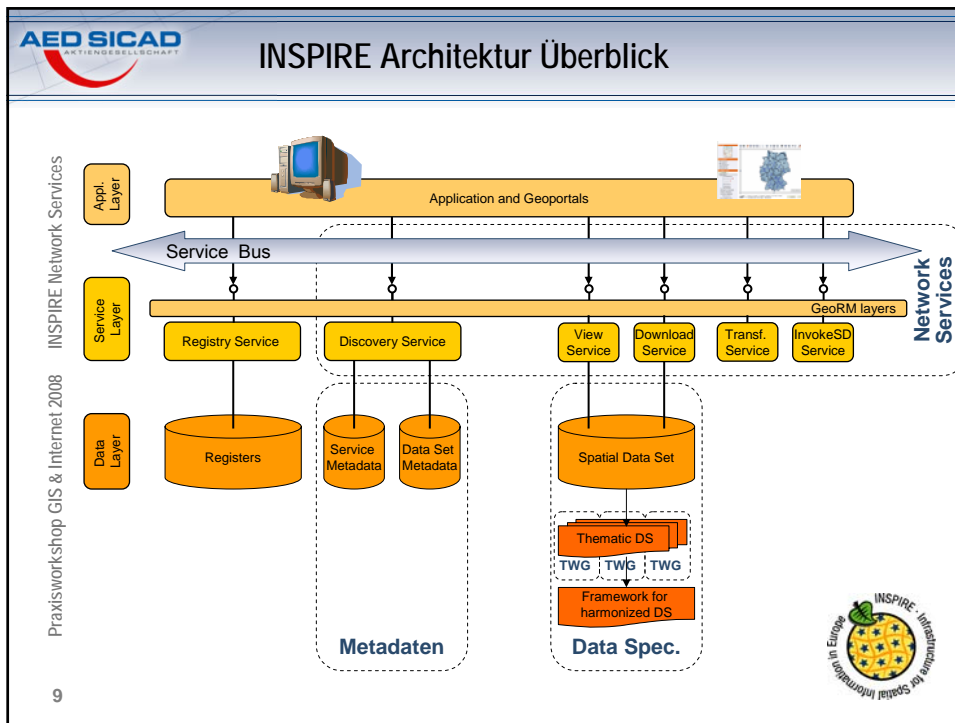 AED SICAD
AKTIENGESELLSCHAFT
INSPIRE Architektur Überblick
Praxisworkshop GIS & Internet 2008 INSPIRE Network Services
Appl.
Layer
Application and Geoportals
Service Bus
Network
Services
Service
Layer
GeoRM layers
Registry Service
Discovery Service
View
Service
Download
Service
Transf.
Service
InvokeSD
Service
Data
Layer
Registers
Service
Metadata
Data Set
Metadata
Spatial Data Set
Thematic DS
TWG
TWG
TWG
Framework for
harmonized DS
Metadaten
Data Spec.
INSPIRE - Infrastructure for Spatial Information in Europe
9